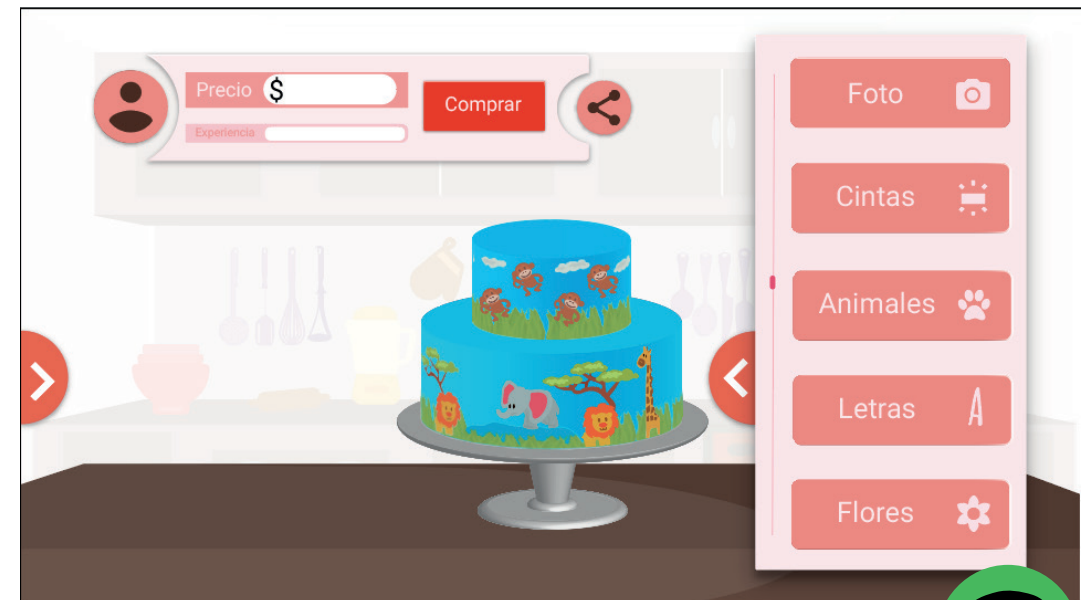 Precio $
Comprar
Experiencia
Foto
Cintas
Animales
Letras
A
Flores